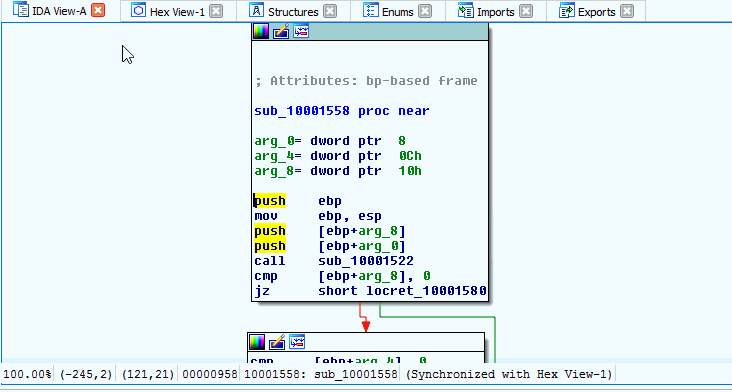 IDA View-A Hex View-1 Structures Enums Imports Exports
; Attributes: bp-based frame
sub_10001558 proc near
arg_0= dword ptr 8
arg_4= dword ptr 0Ch
arg_8= dword ptr 10h
push ebp
mov ebp, esp
push [ebp+arg_8]
push [ebp+arg_0]
call sub_10001522
cmp [ebp+arg_8], 0
jz short locret_10001580
cmp [ebp+arg_4], 0
100.00% (-245,2) (121,21) 00000958 10001558: sub_10001558 (Synchronized with Hex View-1)